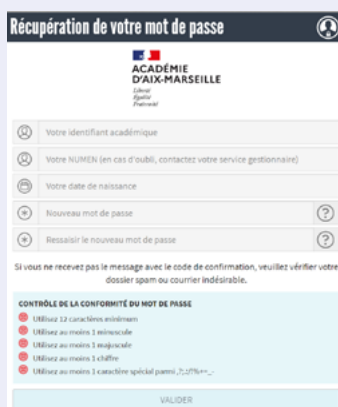 Récupération de votre mot de passe
ACADÉMIE
D'AIX-MARSEILLE
Liberté
Égalité
Fraternité
Votre identifiant académique
Votre NUMEN (en cas d'oubli, contactez votre service gestionnaire)
Votre date de naissance
Nouveau mot de passe
Ressaisir le nouveau mot de passe
Si vous ne recevez pas le message avec le code de confirmation, veuillez vérifier votre
dossier spam ou courrier indésirable.
CONTRÔLE DE LA CONFORMITÉ DU MOT DE PASSE
Utilisez 12 caractères minimum
Utilisez au moins 1 minuscule
Utilisez au moins 1 majuscule
Utilisez au moins 1 chiffre
Utilisez au moins 1 caractère spécial parmi
VALIDER